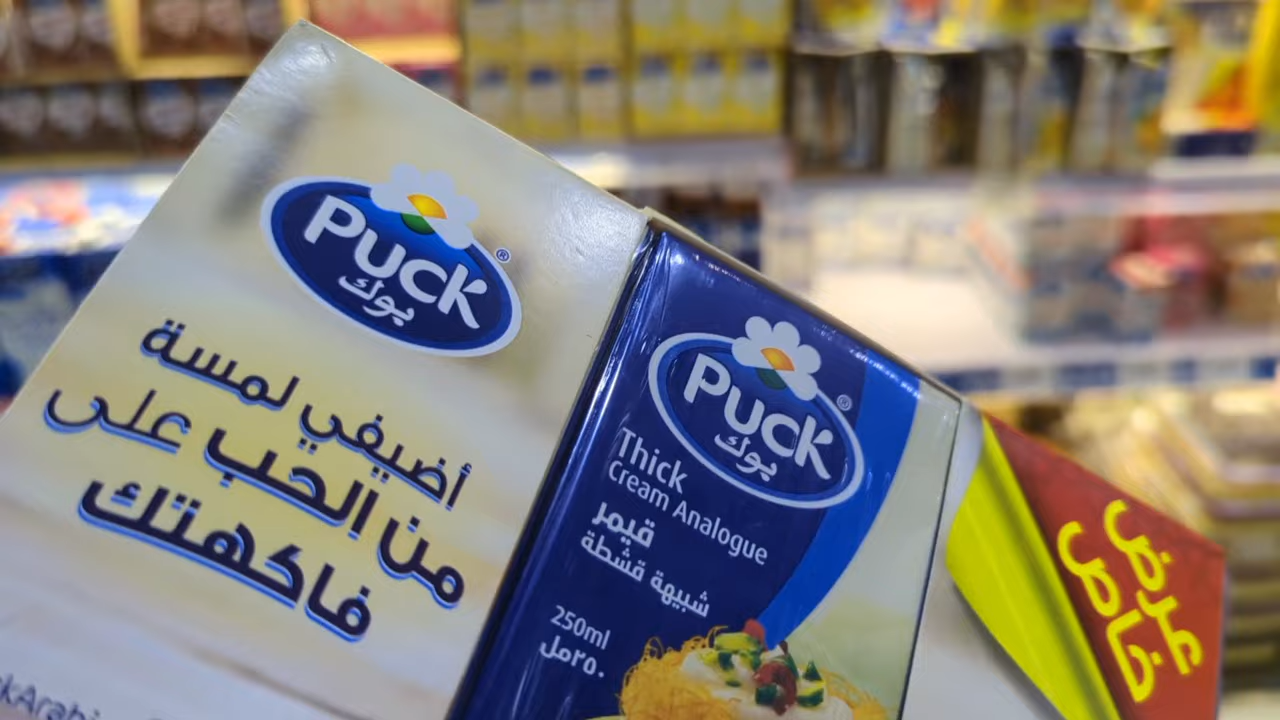 Puck
®
بوك
أضيفي لمسة
من الحب على
فاكهتك
Puck
®
بوك
Thick
Cream Analogue
قيمر
شبيهة قشطة
250ml
٢٥٠مل
عرض
خاص